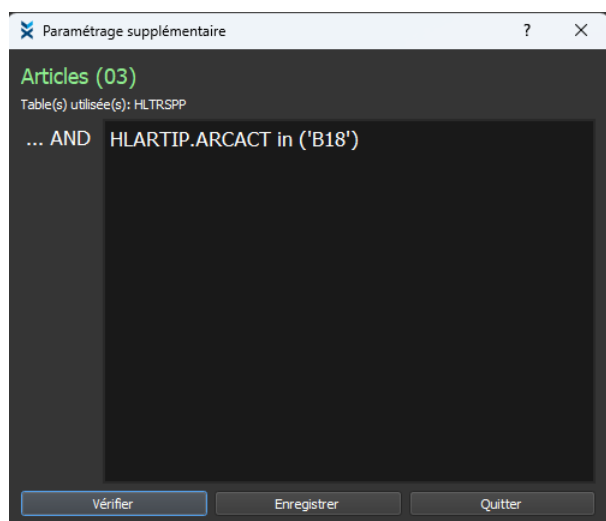 Paramétrage supplémentaire ? ×
Articles (03)
Table(s) utilisée(s): HLTRSPP
... AND HLARTIP.ARCACT in ('B18')
Vérifier Enregistrer Quitter